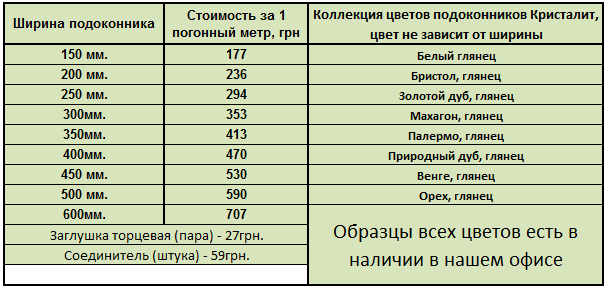 Ширина подоконника
Стоимость за 1
погонный метр, грн
Коллекция цветов подоконников Кристалит,
цвет не зависит от ширины
150 мм. 177 Белый глянец
200 мм. 236 Бристол, глянец
250 мм. 294 Золотой дуб, глянец
300мм. 353 Махагон, глянец
350мм. 413 Палермо, глянец
400мм. 470 Природный дуб, глянец
450 мм. 530 Венге, глянец
500 мм. 590 Орех, глянец
600мм. 707
Заглушка торцевая (пара) - 27грн.
Соединитель (штука) - 59грн.
Образцы всех цветов есть в
наличии в нашем офисе